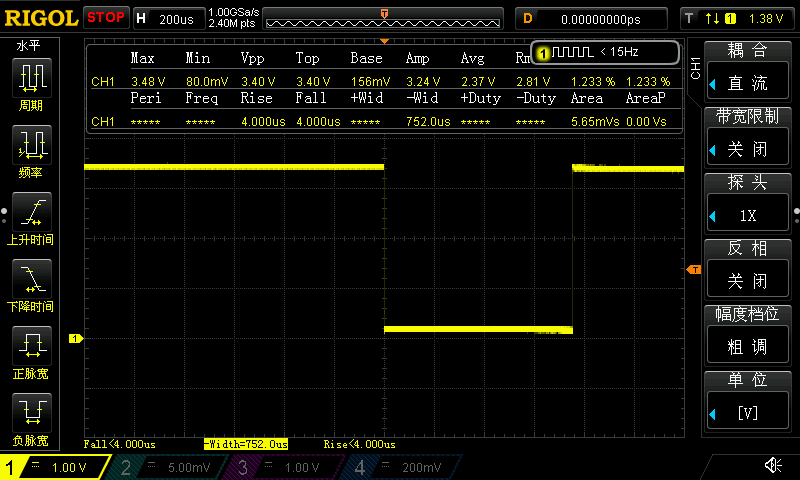 RIGOL STOP H 200us 1.00GSa/s 2.40M pts T D 0.00000000ps T 1 1.38 V
水平
周期
频率
上升时间
下降时间
正脉宽
负脉宽
1 < 15Hz
Max Min Vpp Top Base Amp Avg
CH1 3.48 V 80.0mV 3.40 V 3.40 V 156mV 3.24 V 2.37 V 2.81 V 1.233 % 1.233 %
Peri Freq Rise Fall +Wid -Wid +Duty -Duty Area AreaP
CH1 ***** ***** 4.000us 4.000us ***** 752.0us ***** ***** 5.65mVs 0.00 Vs
T
1
Fall<4.000us -Width=752.0us Rise<4.000us
CH1
耦 合
直 流
带宽限制
关 闭
探 头
1X
反 相
关 闭
幅度档位
粗 调
单 位
[V]
1 = 1.00 V 2 = 5.00mV 3 = 1.00 V 4 = 200mV